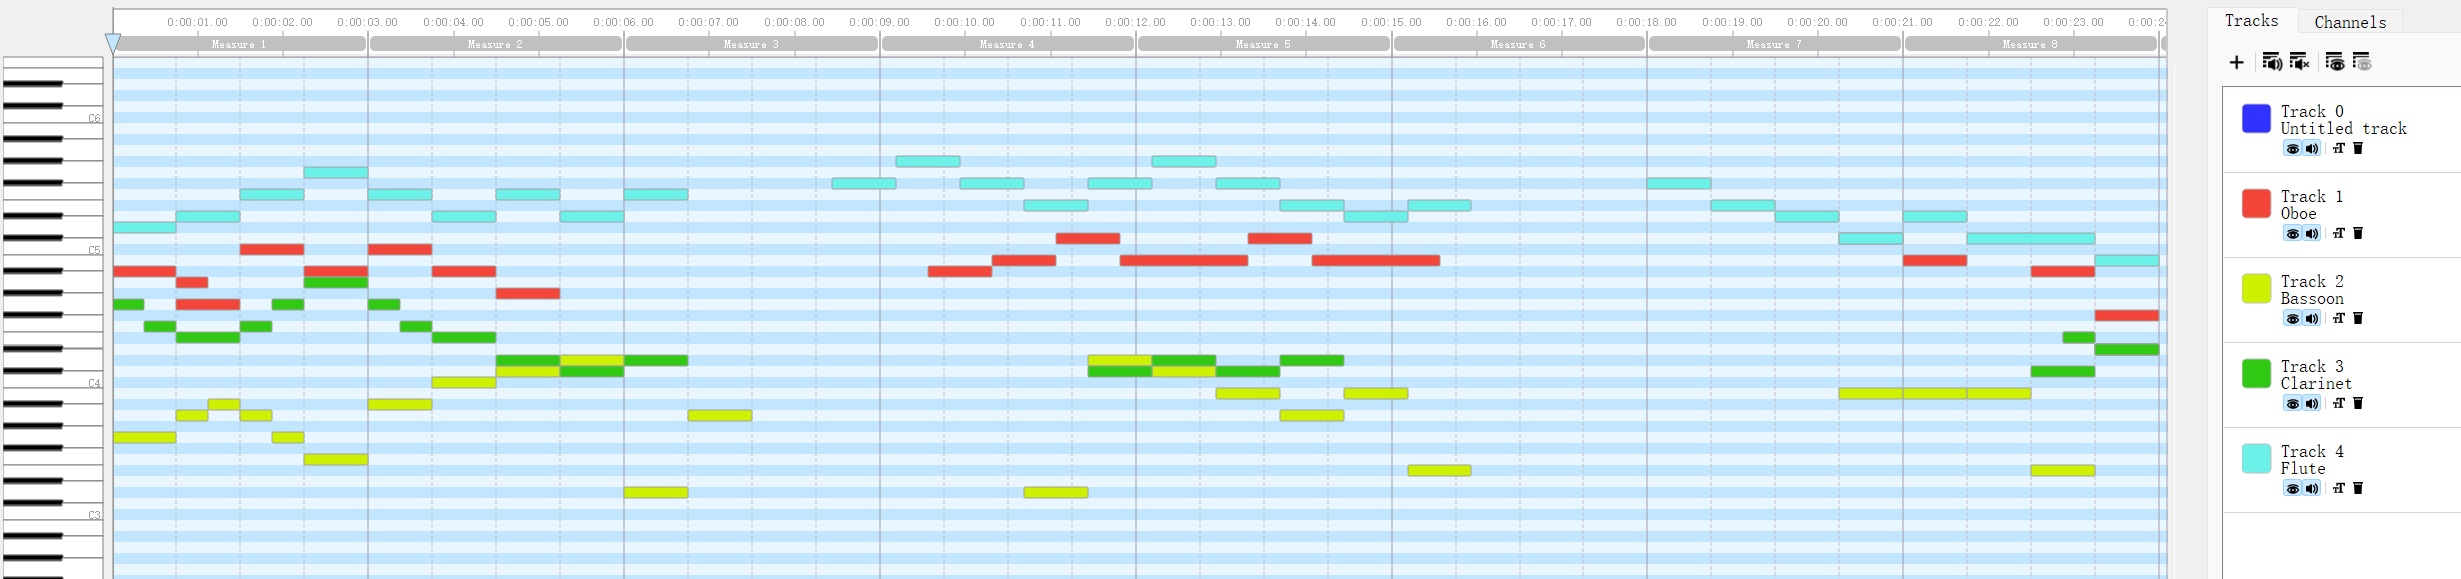 0:00:01.00 0:00:02.00 0:00:03.00 0:00:04.00 0:00:05.00 0:00:06.00 0:00:07.00 0:00:08.00 0:00:09.00 0:00:10.00 0:00:11.00 0:00:12.00 0:00:13.00 0:00:14.00 0:00:15.00 0:00:16.00 0:00:17.00 0:00:18.00 0:00:19.00 0:00:20.00 0:00:21.00 0:00:22.00 0:00:23.00 0:00:2
Measure 1 Measure 2 Measure 3 Measure 4 Measure 5 Measure 6 Measure 7 Measure 8
C6
C5
C4
C3
Tracks Channels
Track 0
Untitled track
Track 1
Oboe
Track 2
Bassoon
Track 3
Clarinet
Track 4
Flute